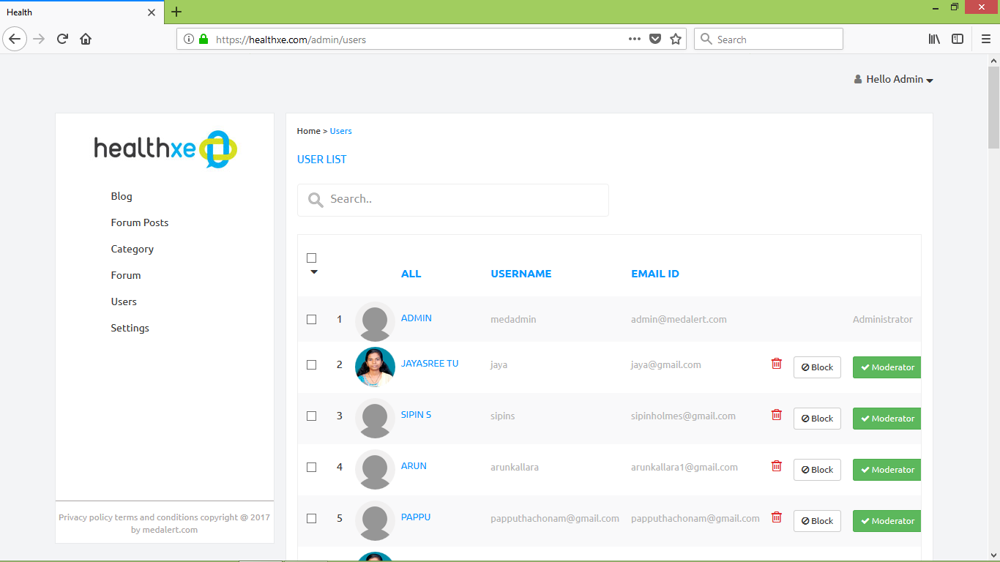 Health
https://healthxe.com/admin/users
Search
Hello Admin
healthxe
Blog
Forum Posts
Category
Forum
Users
Settings
Privacy policy terms and conditions copyright @ 2017
by medalert.com
Home > Users
USER LIST
Search..
ALL USERNAME EMAIL ID
1 ADMIN medadmin admin@medalert.com Administrator
2 JAYASREE TU jaya jaya@gmail.com Block Moderator
3 SIPIN S sipins sipinholmes@gmail.com Block Moderator
4 ARUN arunkallara arunkallara1@gmail.com Block Moderator
5 PAPPU papputhachonam@gmail.com papputhachonam@gmail.com Block Moderator